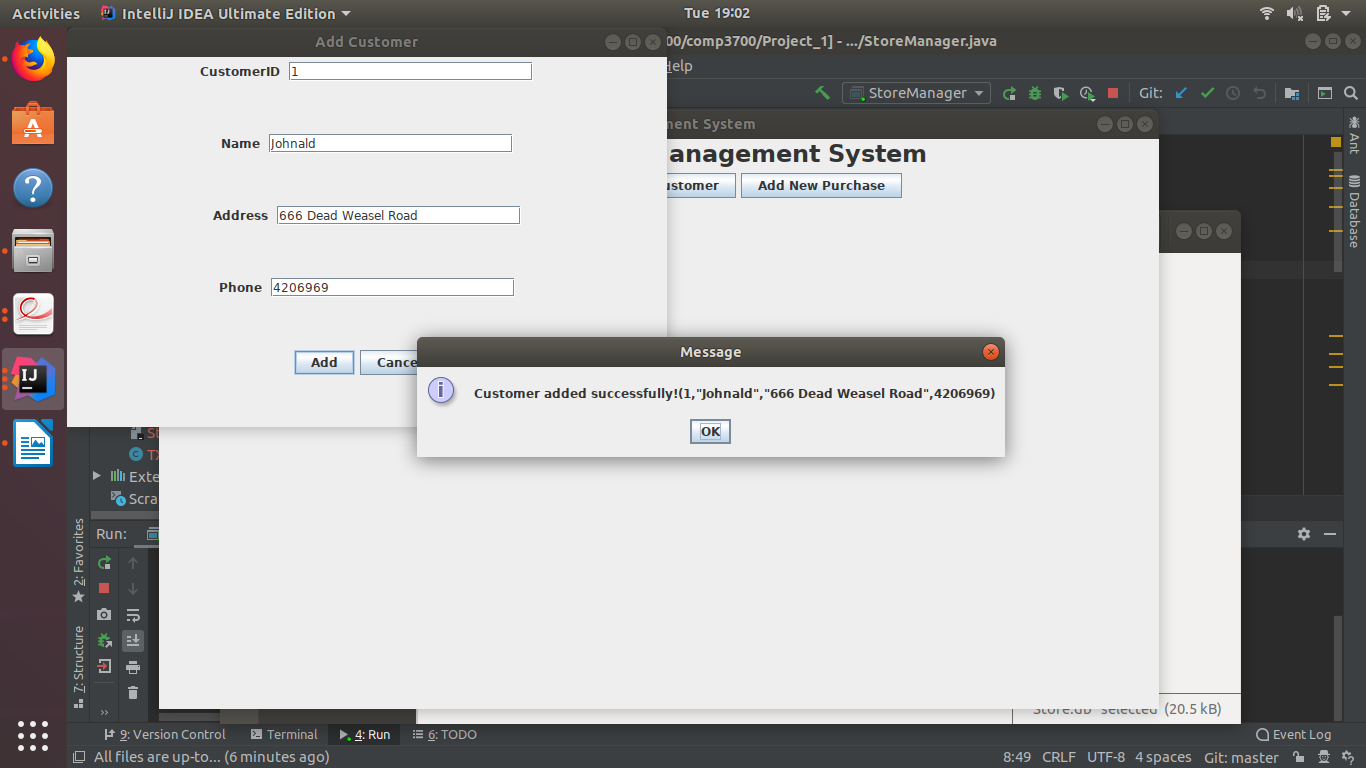 Activities
IntelliJ IDEA Ultimate Edition
Tue 19:02
Add Customer
00/comp3700/Project_1] - .../StoreManager.java
CustomerID 1
Help
StoreManager
Git:
ment System
Name Johnald
anagement System
ustomer
Add New Purchase
Ant
Address 666 Dead Weasel Road
Database
Phone 4206969
Add
Cance
Message
Customer added successfully!(1,"Johnald","666 Dead Weasel Road",4206969)
OK
IJ
St
TX
Exte
Scra
Run:
2: Favorites
7: Structure
Store.db" selected (20.5 kB)
9: Version Control
Terminal
4: Run
6: TODO
Event Log
All files are up-to... (6 minutes ago)
8:49 CRLF UTF-8 4 spaces Git: master